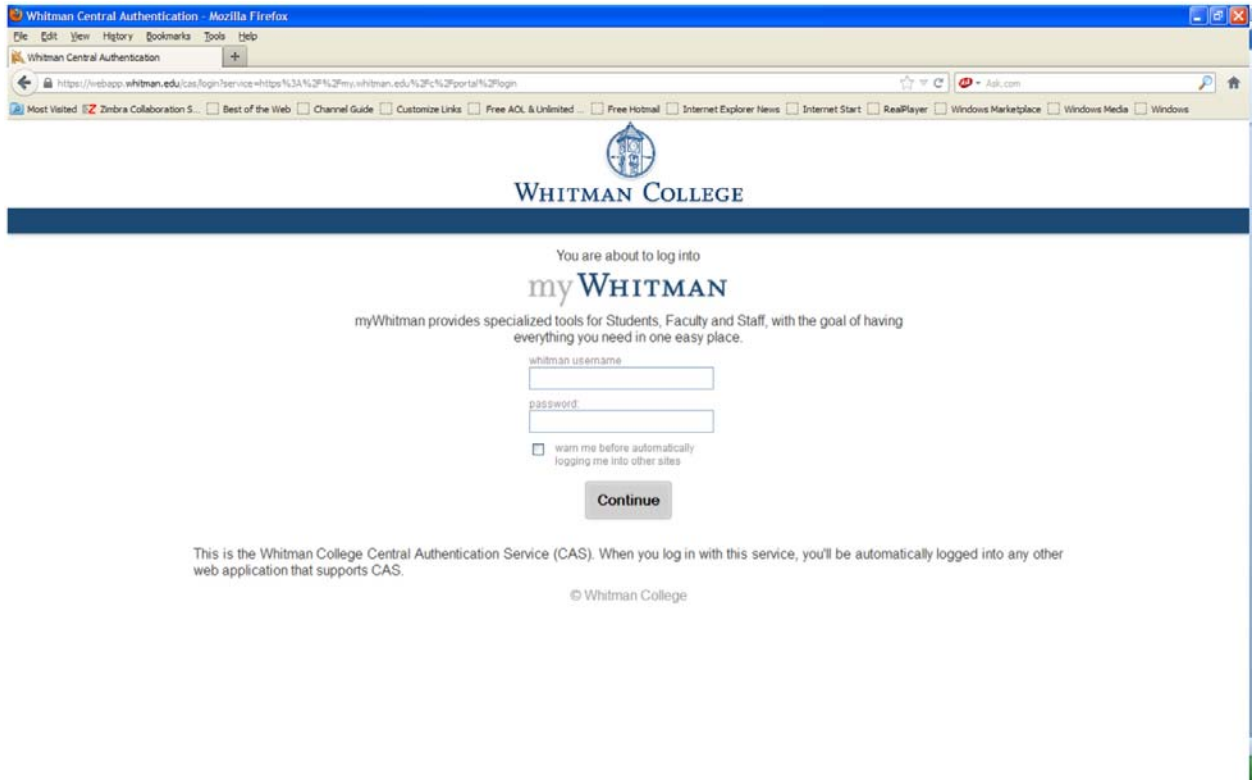 Whitman Central Authentication - Mozilla Firefox
File Edit View History Bookmarks Tools Help
Whitman Central Authentication +
https://webapp.whitman.edu/cas/login?service=https%3A%2F%2Fmy.whitman.edu%2Fc%2Fportal%2Flogin Ask.com
Most Visited Zimbra Collaboration S... Best of the Web Channel Guide Customize Links Free AOL & Unlimited ... Free Hotmail Internet Explorer News Internet Start RealPlayer Windows Marketplace Windows Media Windows
WHITMAN COLLEGE
You are about to log into
my WHITMAN
myWhitman provides specialized tools for Students, Faculty and Staff, with the goal of having
everything you need in one easy place.
whitman username
password:
warn me before automatically
logging me into other sites
Continue
This is the Whitman College Central Authentication Service (CAS). When you log in with this service, you'll be automatically logged into any other
web application that supports CAS.
© Whitman College